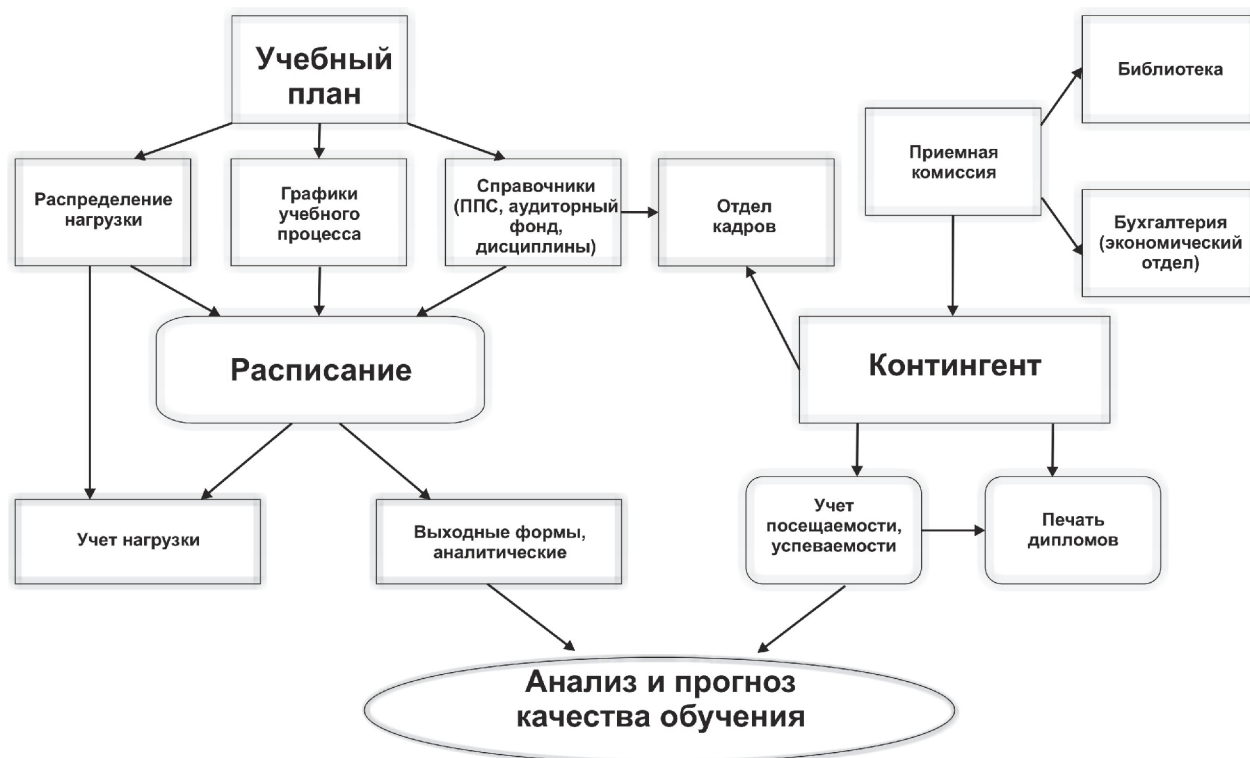 Учебный
план
Библиотека
Приемная
комиссия
Распределение
нагрузки
Графики
учебного
процесса
Справочники
(ППС, аудиторный
фонд,
дисциплины)
Отдел
кадров
Бухгалтерия
(экономический
отдел)
Расписание
Контингент
Учет нагрузки
Выходные формы,
аналитические
Учет
посещаемости,
успеваемости
Печать
дипломов
Анализ и прогноз
качества обучения